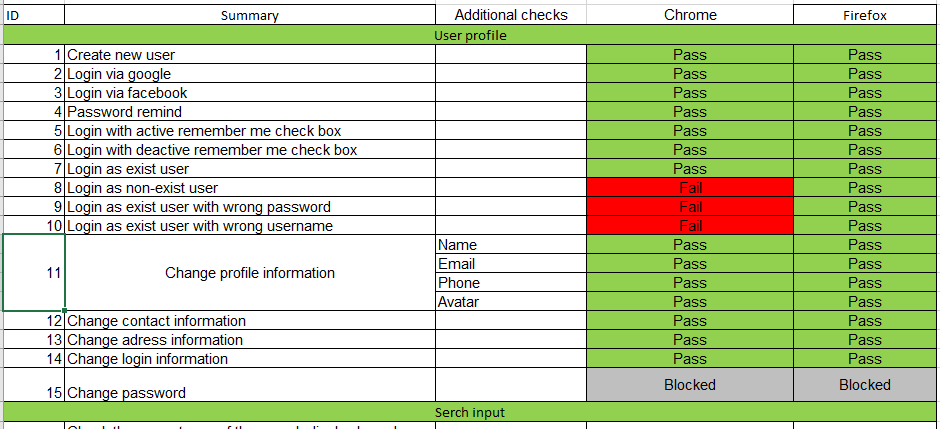 ID Summary Additional checks Chrome Firefox
User profile
1 Create new user Pass Pass
2 Login via google Pass Pass
3 Login via facebook Pass Pass
4 Password remind Pass Pass
5 Login with active remember me check box Pass Pass
6 Login with deactive remember me check box Pass Pass
7 Login as exist user Pass Pass
8 Login as non-exist user Fail Pass
9 Login as exist user with wrong password Fail Pass
10 Login as exist user with wrong username Fail Pass
11 Change profile information Name Pass Pass
Email Pass Pass
Phone Pass Pass
Avatar Pass Pass
12 Change contact information Pass Pass
13 Change adress information Pass Pass
14 Change login information Pass Pass
15 Change password Blocked Blocked
Serch input